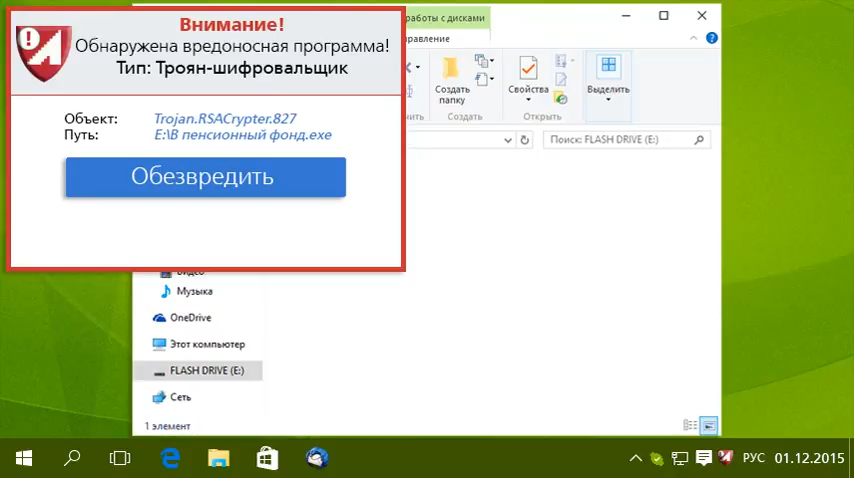 Внимание!
Обнаружена вредоносная программа!
Тип: Троян-шифровальщик
Объект: Trojan.RSACrypter.827
Путь: E:\В пенсионный фонд.exe
Обезвредить
работы с дисками
равление
Создать папку
Свойства
Выделить
чить
Создать
Открыть
Поиск: FLASH DRIVE (E:)
Видео
Музыка
OneDrive
Этот компьютер
FLASH DRIVE (E:)
Сеть
1 элемент
РУС 01.12.2015